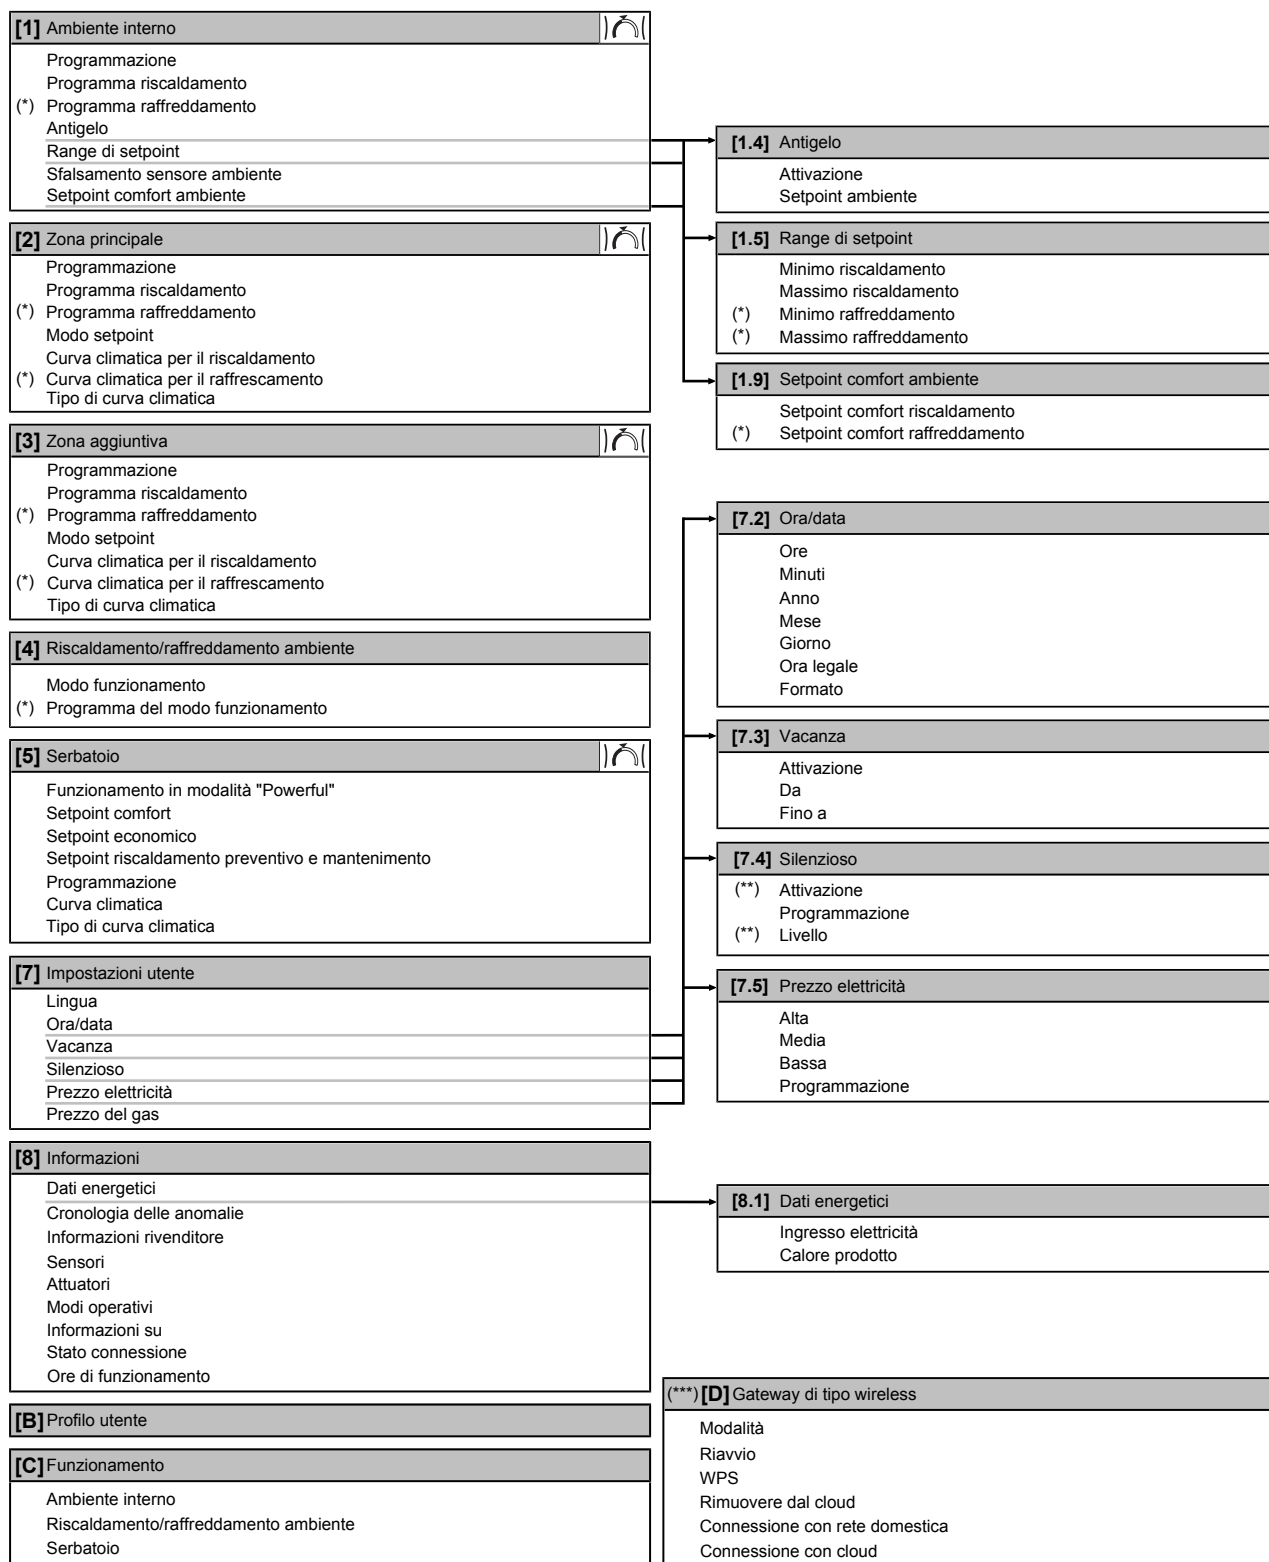 [1] Ambiente interno
Programmazione
Programma riscaldamento
(*) Programma raffreddamento
Antigelo
Range di setpoint
Sfalsamento sensore ambiente
Setpoint comfort ambiente
[2] Zona principale
Programmazione
Programma riscaldamento
(*) Programma raffreddamento
Modo setpoint
Curva climatica per il riscaldamento
(*) Curva climatica per il raffrescamento
Tipo di curva climatica
[3] Zona aggiuntiva
Programmazione
Programma riscaldamento
(*) Programma raffreddamento
Modo setpoint
Curva climatica per il riscaldamento
(*) Curva climatica per il raffrescamento
Tipo di curva climatica
[4] Riscaldamento/raffreddamento ambiente
Modo funzionamento
(*) Programma del modo funzionamento
[5] Serbatoio
Funzionamento in modalità "Powerful"
Setpoint comfort
Setpoint economico
Setpoint riscaldamento preventivo e mantenimento
Programmazione
Curva climatica
Tipo di curva climatica
[7] Impostazioni utente
Lingua
Ora/data
Vacanza
Silenzioso
Prezzo elettricità
Prezzo del gas
[8] Informazioni
Dati energetici
Cronologia delle anomalie
Informazioni rivenditore
Sensori
Attuatori
Modi operativi
Informazioni su
Stato connessione
Ore di funzionamento
[B] Profilo utente
[C] Funzionamento
Ambiente interno
Riscaldamento/raffreddamento ambiente
Serbatoio
[1.4] Antigelo
Attivazione
Setpoint ambiente
[1.5] Range di setpoint
Minimo riscaldamento
Massimo riscaldamento
(*) Minimo raffreddamento
(*) Massimo raffreddamento
[1.9] Setpoint comfort ambiente
Setpoint comfort riscaldamento
(*) Setpoint comfort raffreddamento
[7.2] Ora/data
Ore
Minuti
Anno
Mese
Giorno
Ora legale
Formato
[7.3] Vacanza
Attivazione
Da
Fino a
[7.4] Silenzioso
(**) Attivazione
Programmazione
(**) Livello
[7.5] Prezzo elettricità
Alta
Media
Bassa
Programmazione
[8.1] Dati energetici
Ingresso elettricità
Calore prodotto
(***) [D] Gateway di tipo wireless
Modalità
Riavvio
WPS
Rimuovere dal cloud
Connessione con rete domestica
Connessione con cloud